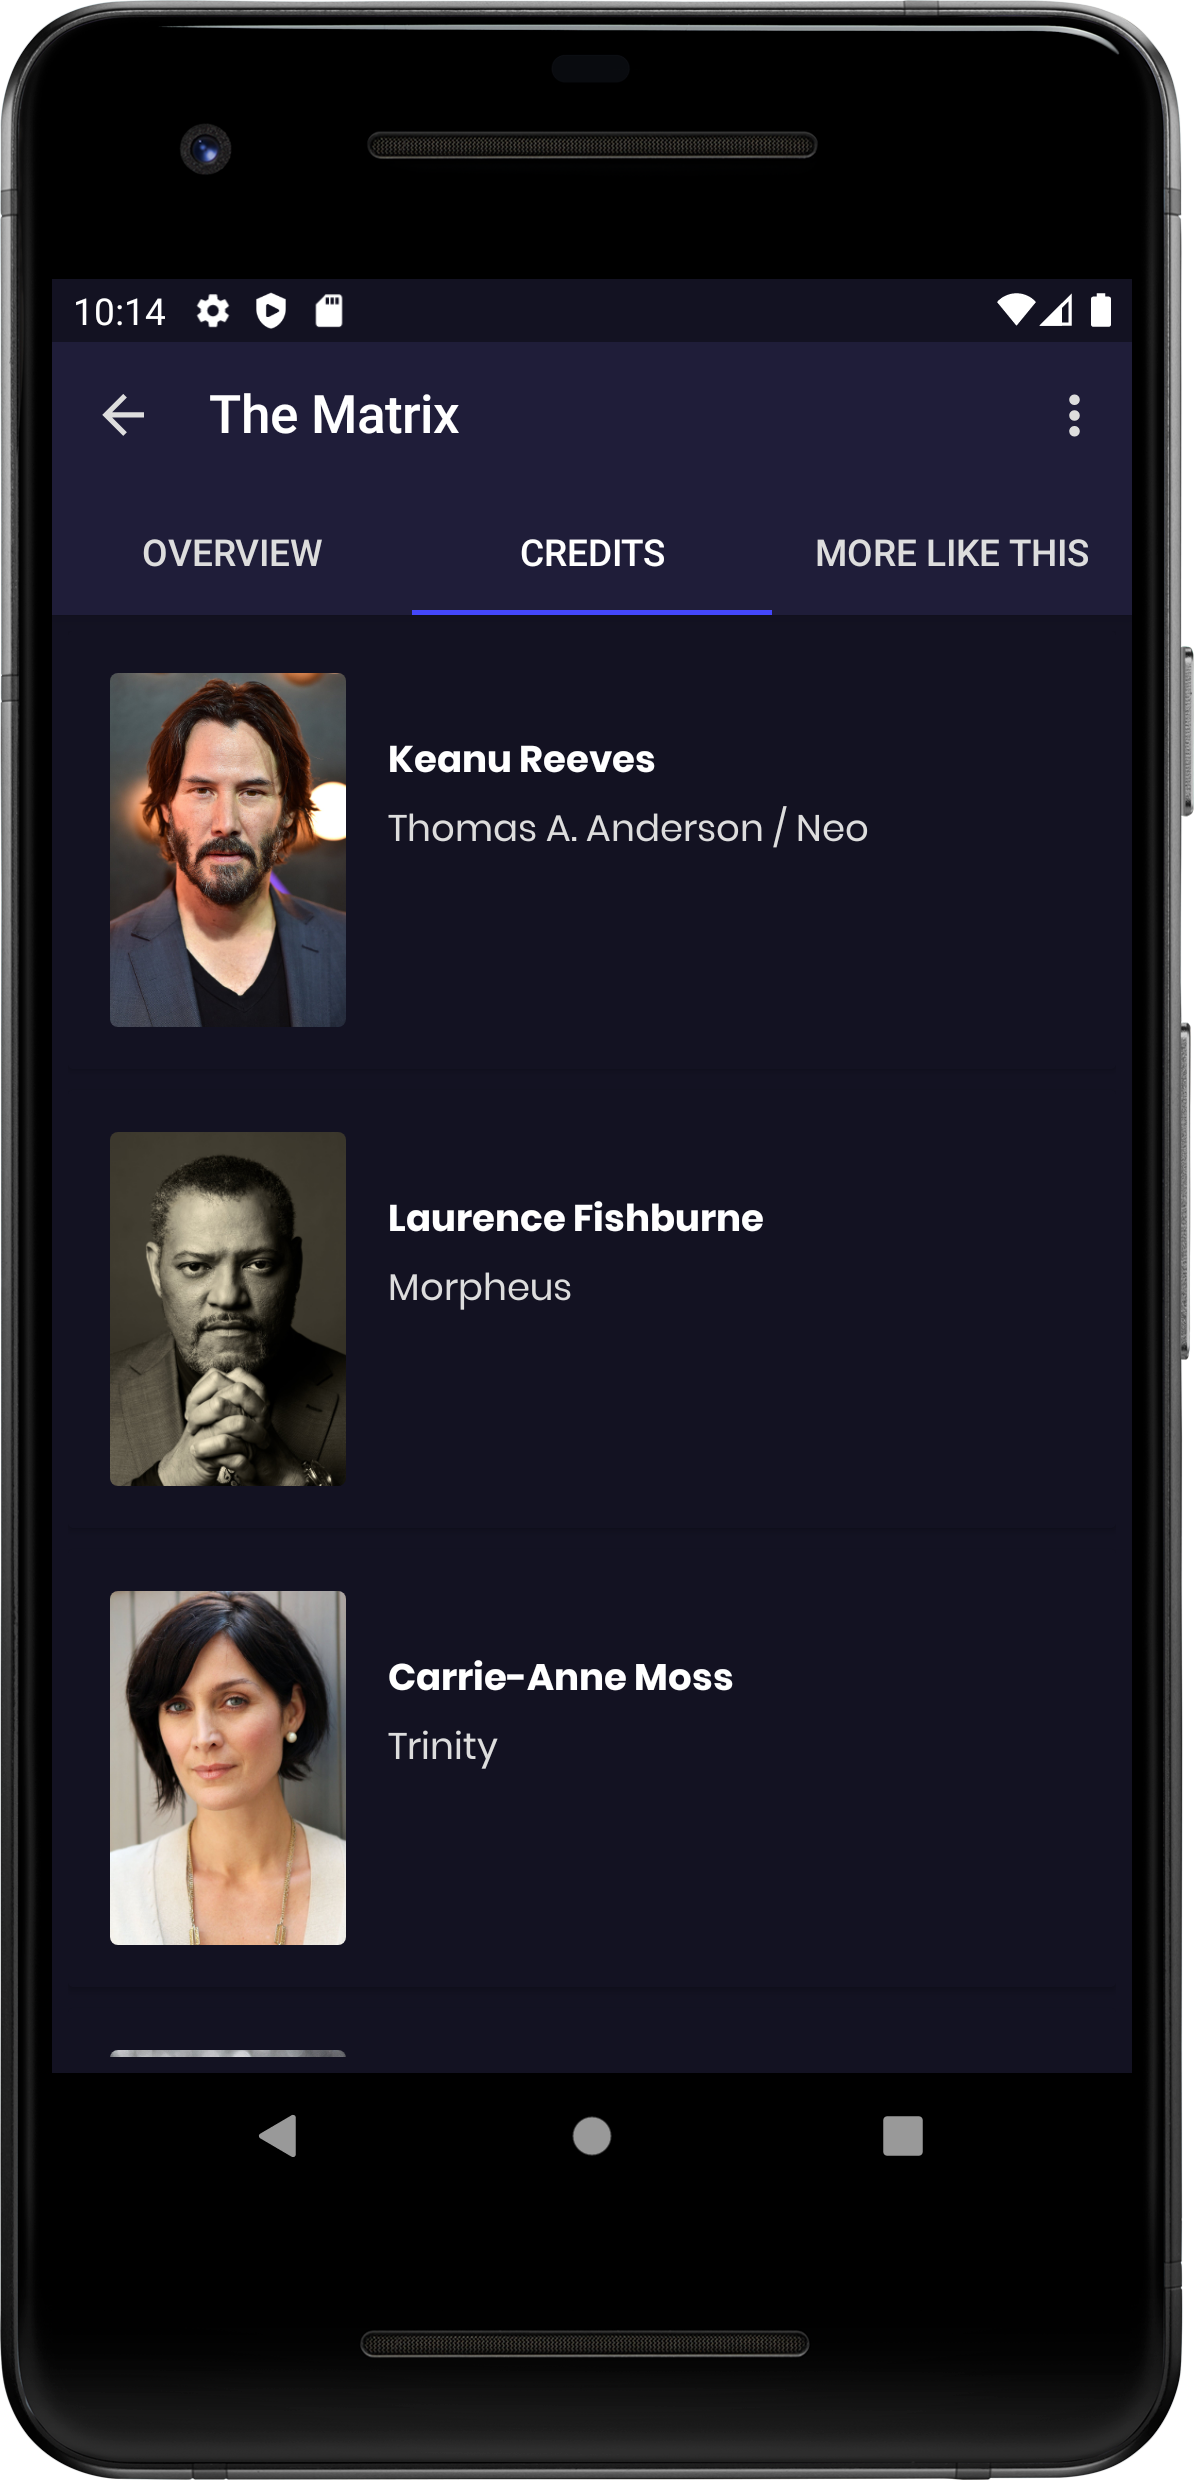 10:14
The Matrix
OVERVIEW CREDITS MORE LIKE THIS
Keanu Reeves
Thomas A. Anderson / Neo
Laurence Fishburne
Morpheus
Carrie-Anne Moss
Trinity